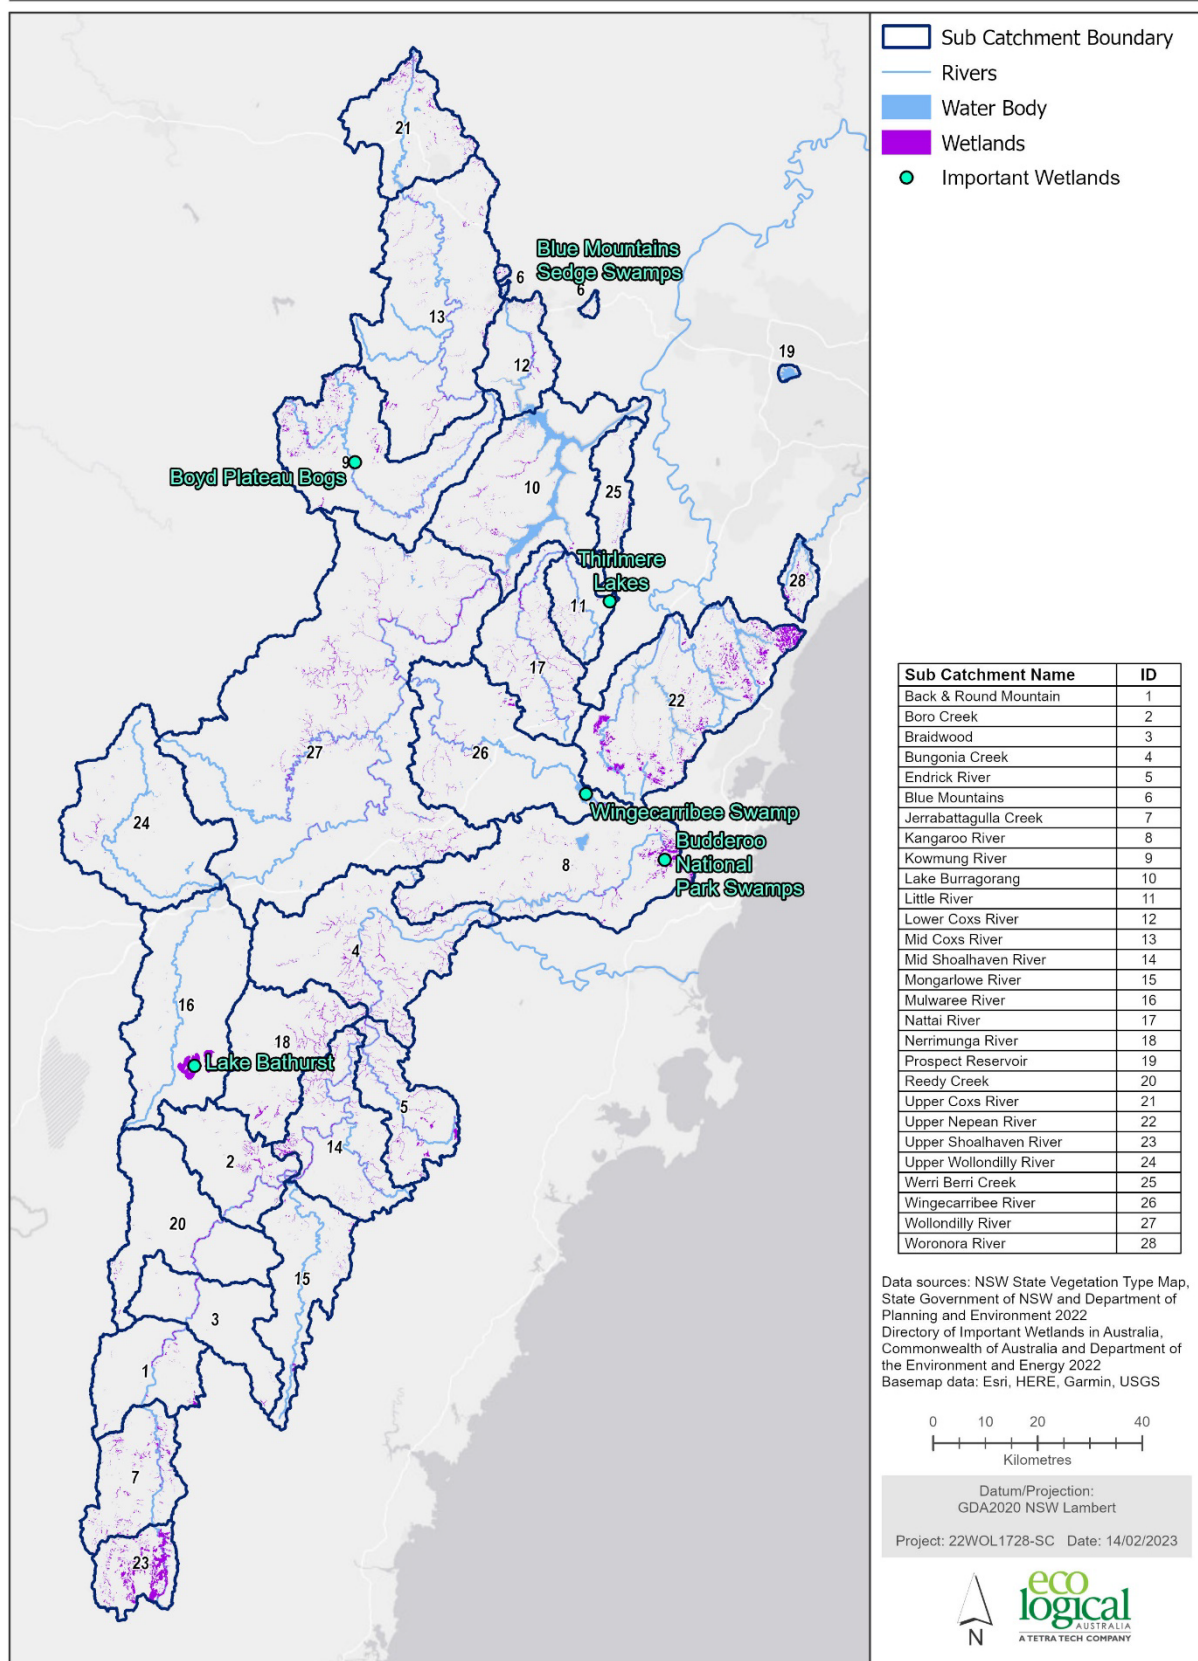 Sub Catchment Boundary
Rivers
Water Body
Wetlands
Important Wetlands
21
Blue Mountains
Sedge Swamps
6
6
13
19
12
9
Boyd Plateau Bogs
10
25
Thirlmere
Lakes
28
11
17
22
27
26
24
Wingecarribee Swamp
Budderoo
National
Park Swamps
8
4
16
18
Lake Bathurst
5
14
2
20
15
3
1
7
23
Sub Catchment Name ID
Back & Round Mountain 1
Boro Creek 2
Braidwood 3
Bungonia Creek 4
Endrick River 5
Blue Mountains 6
Jerrabattagulla Creek 7
Kangaroo River 8
Kowmung River 9
Lake Burragorang 10
Little River 11
Lower Coxs River 12
Mid Coxs River 13
Mid Shoalhaven River 14
Mongarlowe River 15
Mulwaree River 16
Nattai River 17
Nerrimunga River 18
Prospect Reservoir 19
Reedy Creek 20
Upper Coxs River 21
Upper Nepean River 22
Upper Shoalhaven River 23
Upper Wollondilly River 24
Werri Berri Creek 25
Wingecarribee River 26
Wollondilly River 27
Woronora River 28
Data sources: NSW State Vegetation Type Map,
State Government of NSW and Department of
Planning and Environment 2022
Directory of Important Wetlands in Australia,
Commonwealth of Australia and Department of
the Environment and Energy 2022
Basemap data: Esri, HERE, Garmin, USGS
0 10 20 40
Kilometres
Datum/Projection:
GDA2020 NSW Lambert
Project: 22WOL1728-SC Date: 14/02/2023
N
eco
logical
AUSTRALIA
A TETRA TECH COMPANY